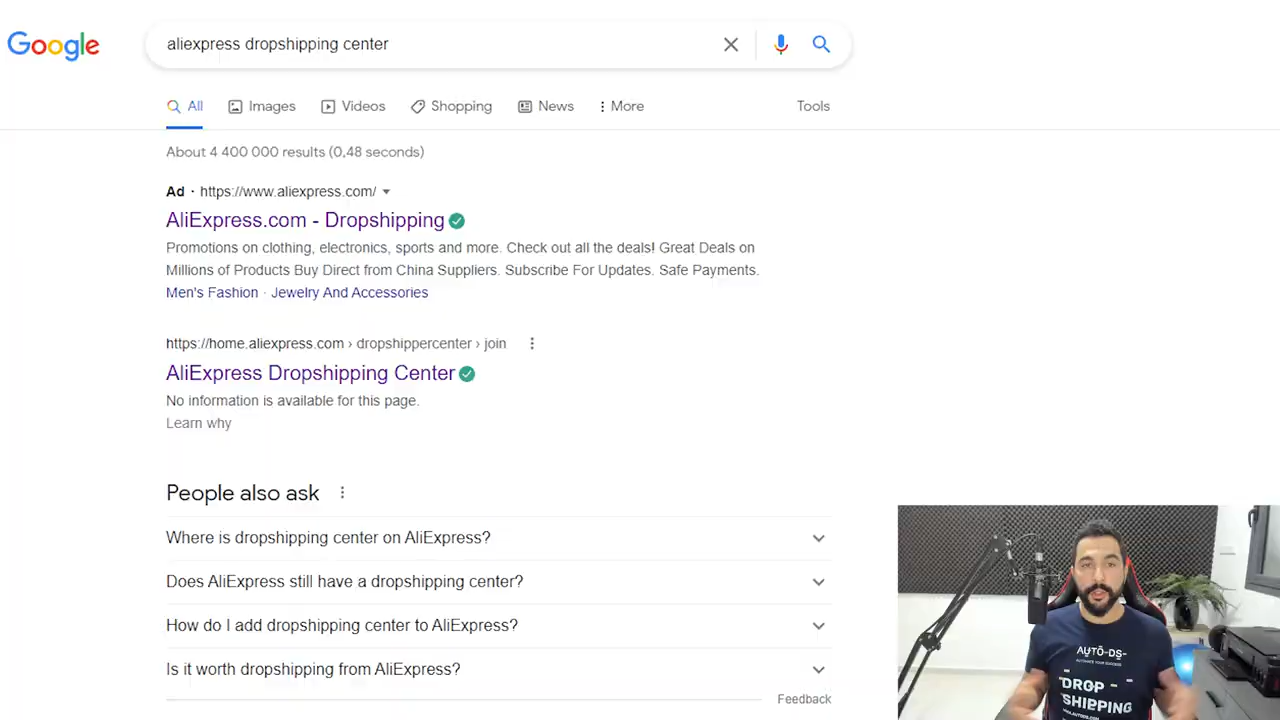 Google
aliexpress dropshipping center
All Images Videos Shopping News More Tools
About 4 400 000 results (0,48 seconds)
Ad · https://www.aliexpress.com/
AliExpress.com - Dropshipping
Promotions on clothing, electronics, sports and more. Check out all the deals! Great Deals on
Millions of Products Buy Direct from China Suppliers. Subscribe For Updates. Safe Payments.
Men's Fashion · Jewelry And Accessories
https://home.aliexpress.com › dropshippercenter › join
AliExpress Dropshipping Center
No information is available for this page.
Learn why
People also ask
Where is dropshipping center on AliExpress?
Does AliExpress still have a dropshipping center?
How do I add dropshipping center to AliExpress?
Is it worth dropshipping from AliExpress?
Feedback
AUTO-DS-
DROP
SHIPPING